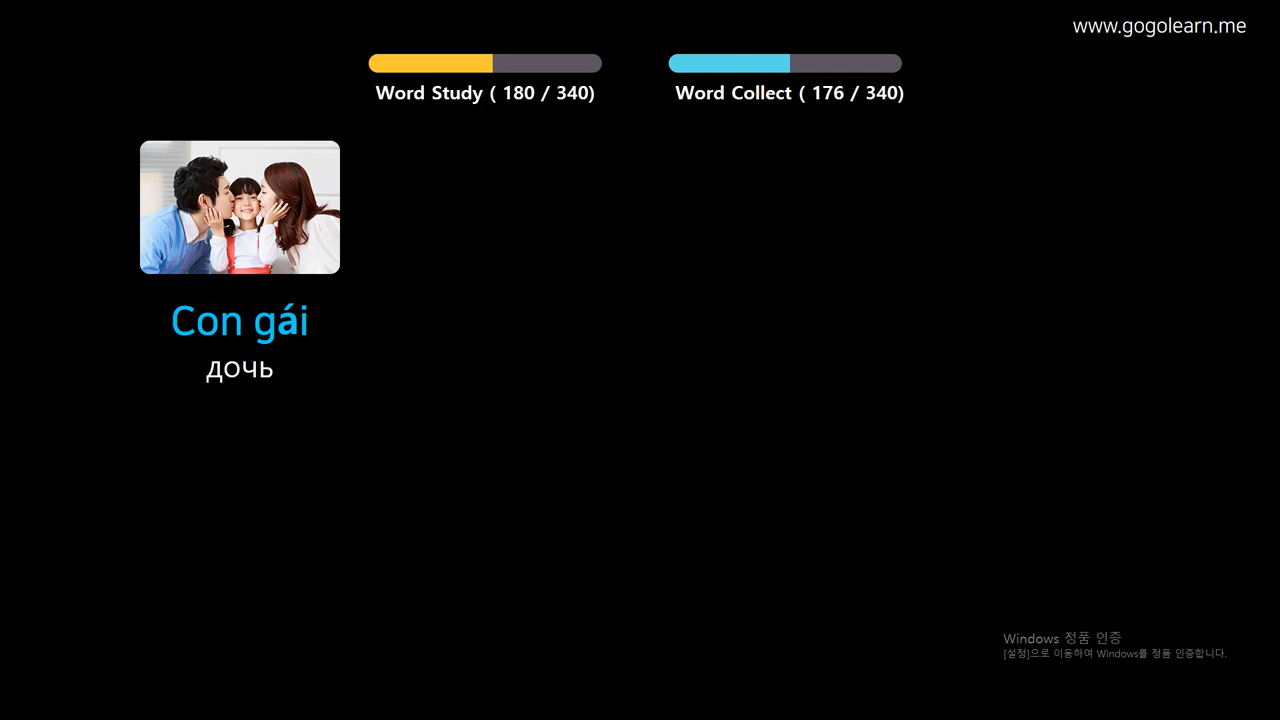 www.gogolearn.me
Word Study ( 180 / 340)
Word Collect ( 176 / 340)
Con gái
дочь
Windows 정품 인증
[설정]으로 이동하여 Windows를 정품 인증합니다.